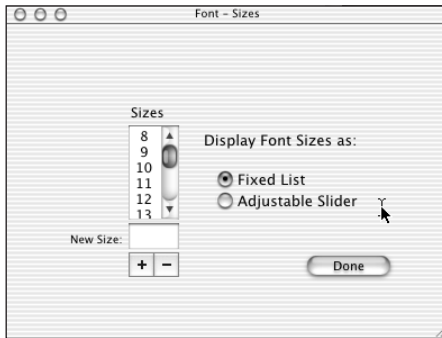 Font – Sizes
Sizes
8
9
10
11
12
13
Display Font Sizes as:
Fixed List
Adjustable Slider
New Size:
+ −
Done